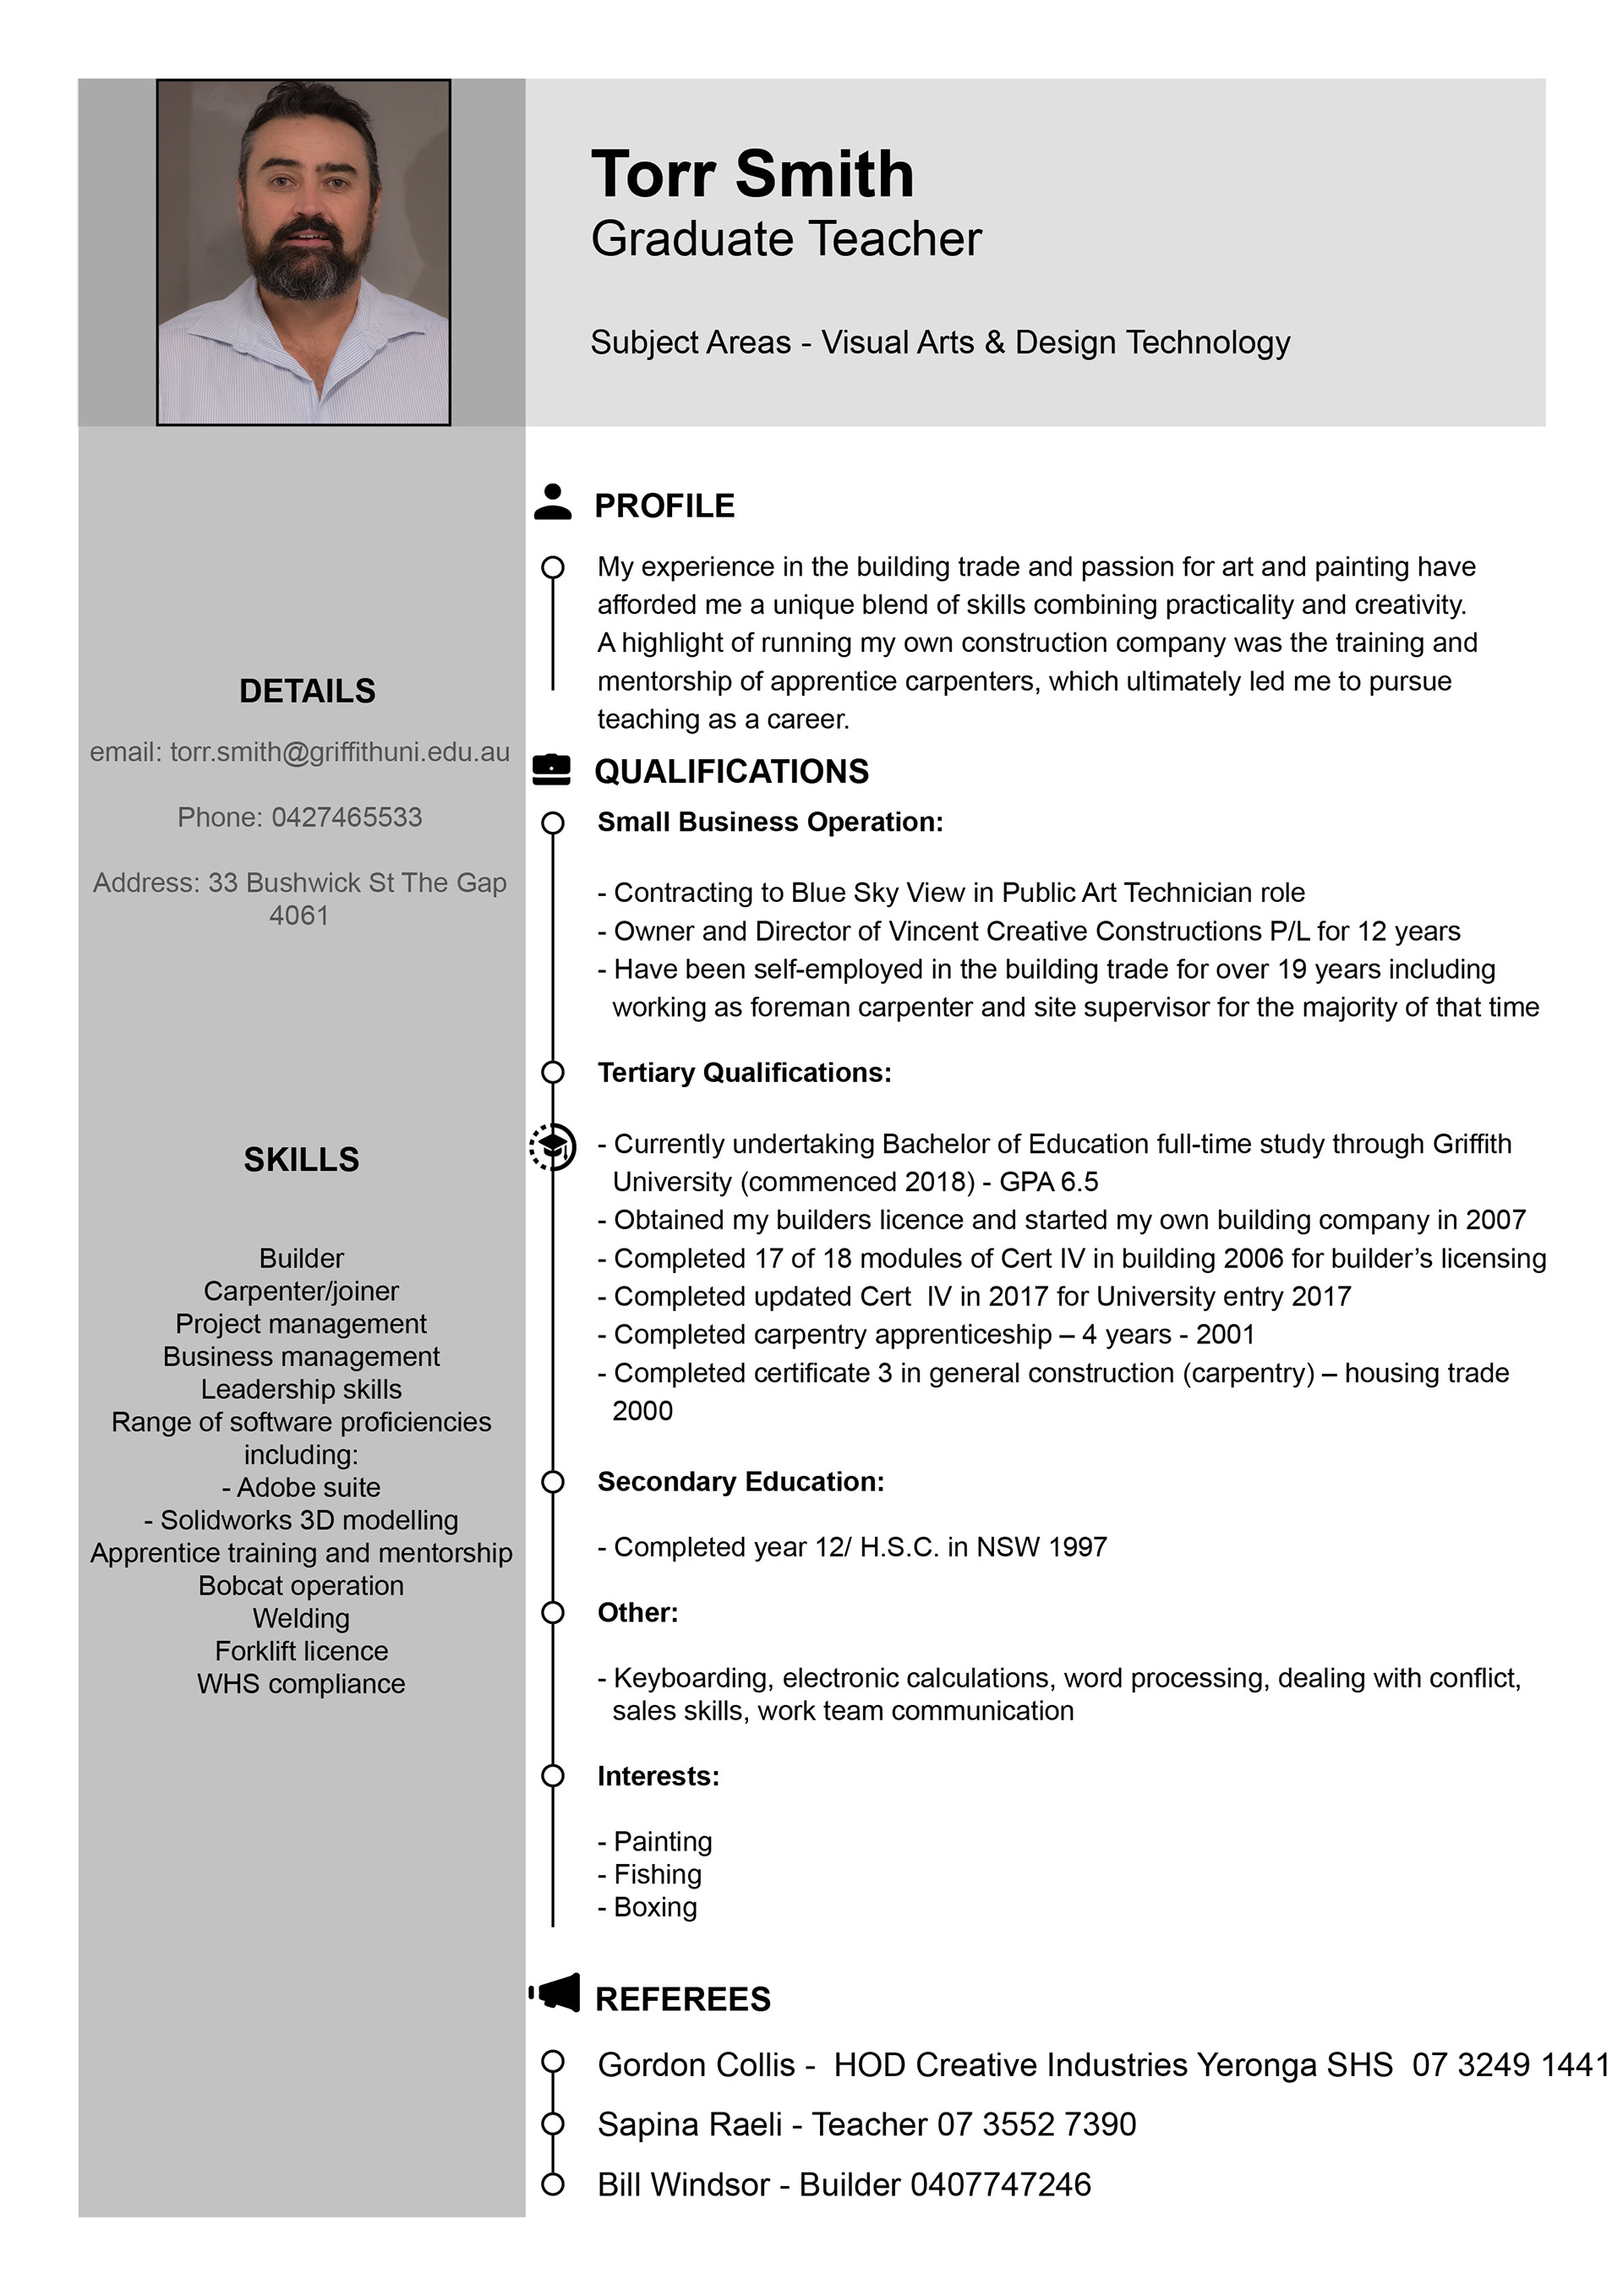 Torr Smith
Graduate Teacher
Subject Areas - Visual Arts & Design Technology
DETAILS
email: torr.smith@griffithuni.edu.au
Phone: 0427465533
Address: 33 Bushwick St The Gap
4061
SKILLS
Builder
Carpenter/joiner
Project management
Business management
Leadership skills
Range of software proficiencies
including:
- Adobe suite
- Solidworks 3D modelling
Apprentice training and mentorship
Bobcat operation
Welding
Forklift licence
WHS compliance
PROFILE
My experience in the building trade and passion for art and painting have
afforded me a unique blend of skills combining practicality and creativity.
A highlight of running my own construction company was the training and
mentorship of apprentice carpenters, which ultimately led me to pursue
teaching as a career.
QUALIFICATIONS
Small Business Operation:
- Contracting to Blue Sky View in Public Art Technician role
- Owner and Director of Vincent Creative Constructions P/L for 12 years
- Have been self-employed in the building trade for over 19 years including
working as foreman carpenter and site supervisor for the majority of that time
Tertiary Qualifications:
- Currently undertaking Bachelor of Education full-time study through Griffith
University (commenced 2018) - GPA 6.5
- Obtained my builders licence and started my own building company in 2007
- Completed 17 of 18 modules of Cert IV in building 2006 for builder’s licensing
- Completed updated Cert  IV in 2017 for University entry 2017
- Completed carpentry apprenticeship – 4 years - 2001
- Completed certificate 3 in general construction (carpentry) – housing trade
2000
Secondary Education:
- Completed year 12/ H.S.C. in NSW 1997
Other:
- Keyboarding, electronic calculations, word processing, dealing with conflict,
sales skills, work team communication
Interests:
- Painting
- Fishing
- Boxing
REFEREES
Gordon Collis -  HOD Creative Industries Yeronga SHS  07 3249 1441
Sapina Raeli - Teacher 07 3552 7390
Bill Windsor - Builder 0407747246